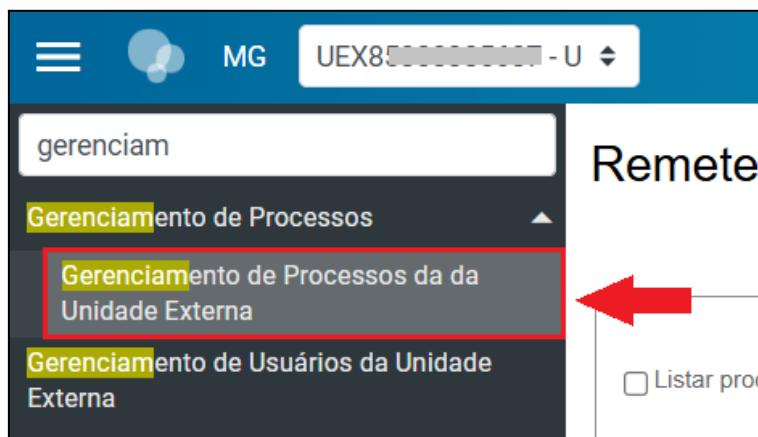 MG
UEX8 - U
gerenciam
Remete
Gerenciamento de Processos
Gerenciamento de Processos da da
Unidade Externa
Gerenciamento de Usuários da Unidade
Externa
Listar pro